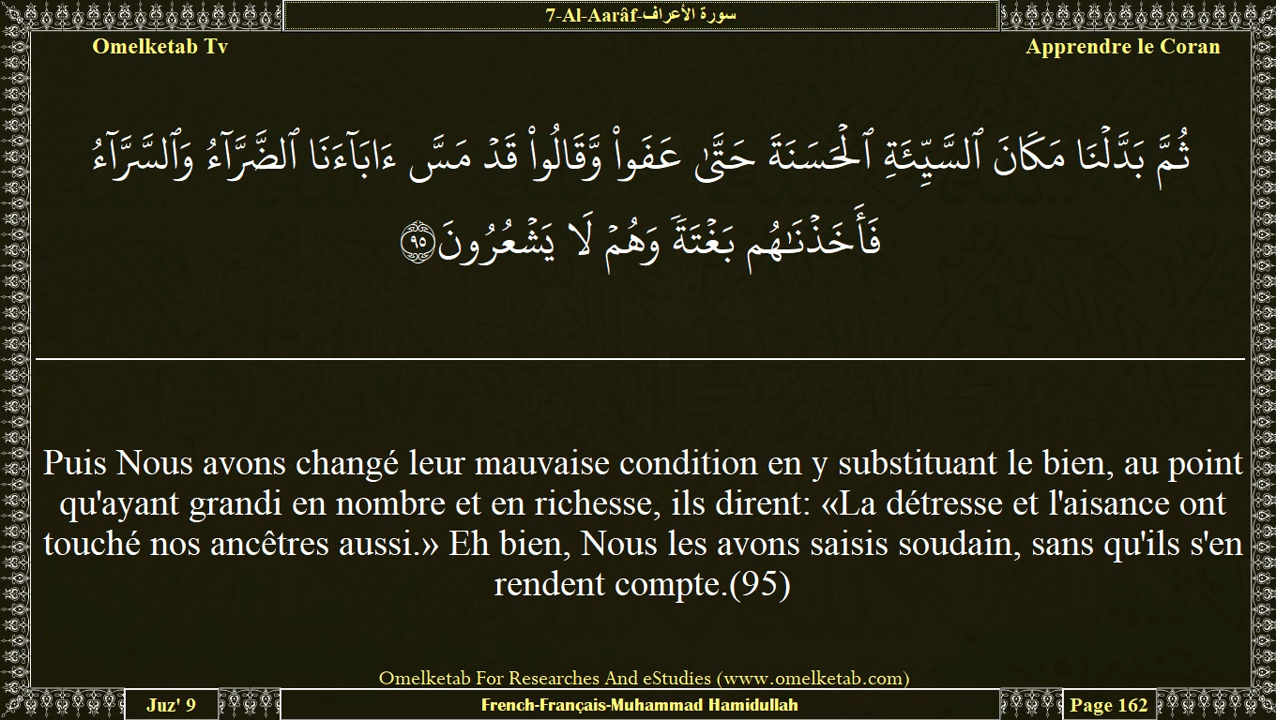 7-Al-Aarâf-سورة الأعراف
Omelketab Tv
Apprendre le Coran
ثُمَّ بَدَّلۡنَا مَكَانَ ٱلسَّيِّئَةِ ٱلۡحَسَنَةَ حَتَّىٰ عَفَواْ وَّقَالُواْ قَدۡ مَسَّ ءَابَآءَنَا ٱلضَّرَّآءُ وَٱلسَّرَّآءُ
فَأَخَذۡنَٰهُم بَغۡتَةٗ وَهُمۡ لَا يَشۡعُرُونَ ٩٥
Puis Nous avons changé leur mauvaise condition en y substituant le bien, au point
qu'ayant grandi en nombre et en richesse, ils dirent: «La détresse et l'aisance ont
touché nos ancêtres aussi.» Eh bien, Nous les avons saisis soudain, sans qu'ils s'en
rendent compte.(95)
Omelketab For Researches And eStudies (www.omelketab.com)
Juz' 9
French-Français-Muhammad Hamidullah
Page 162